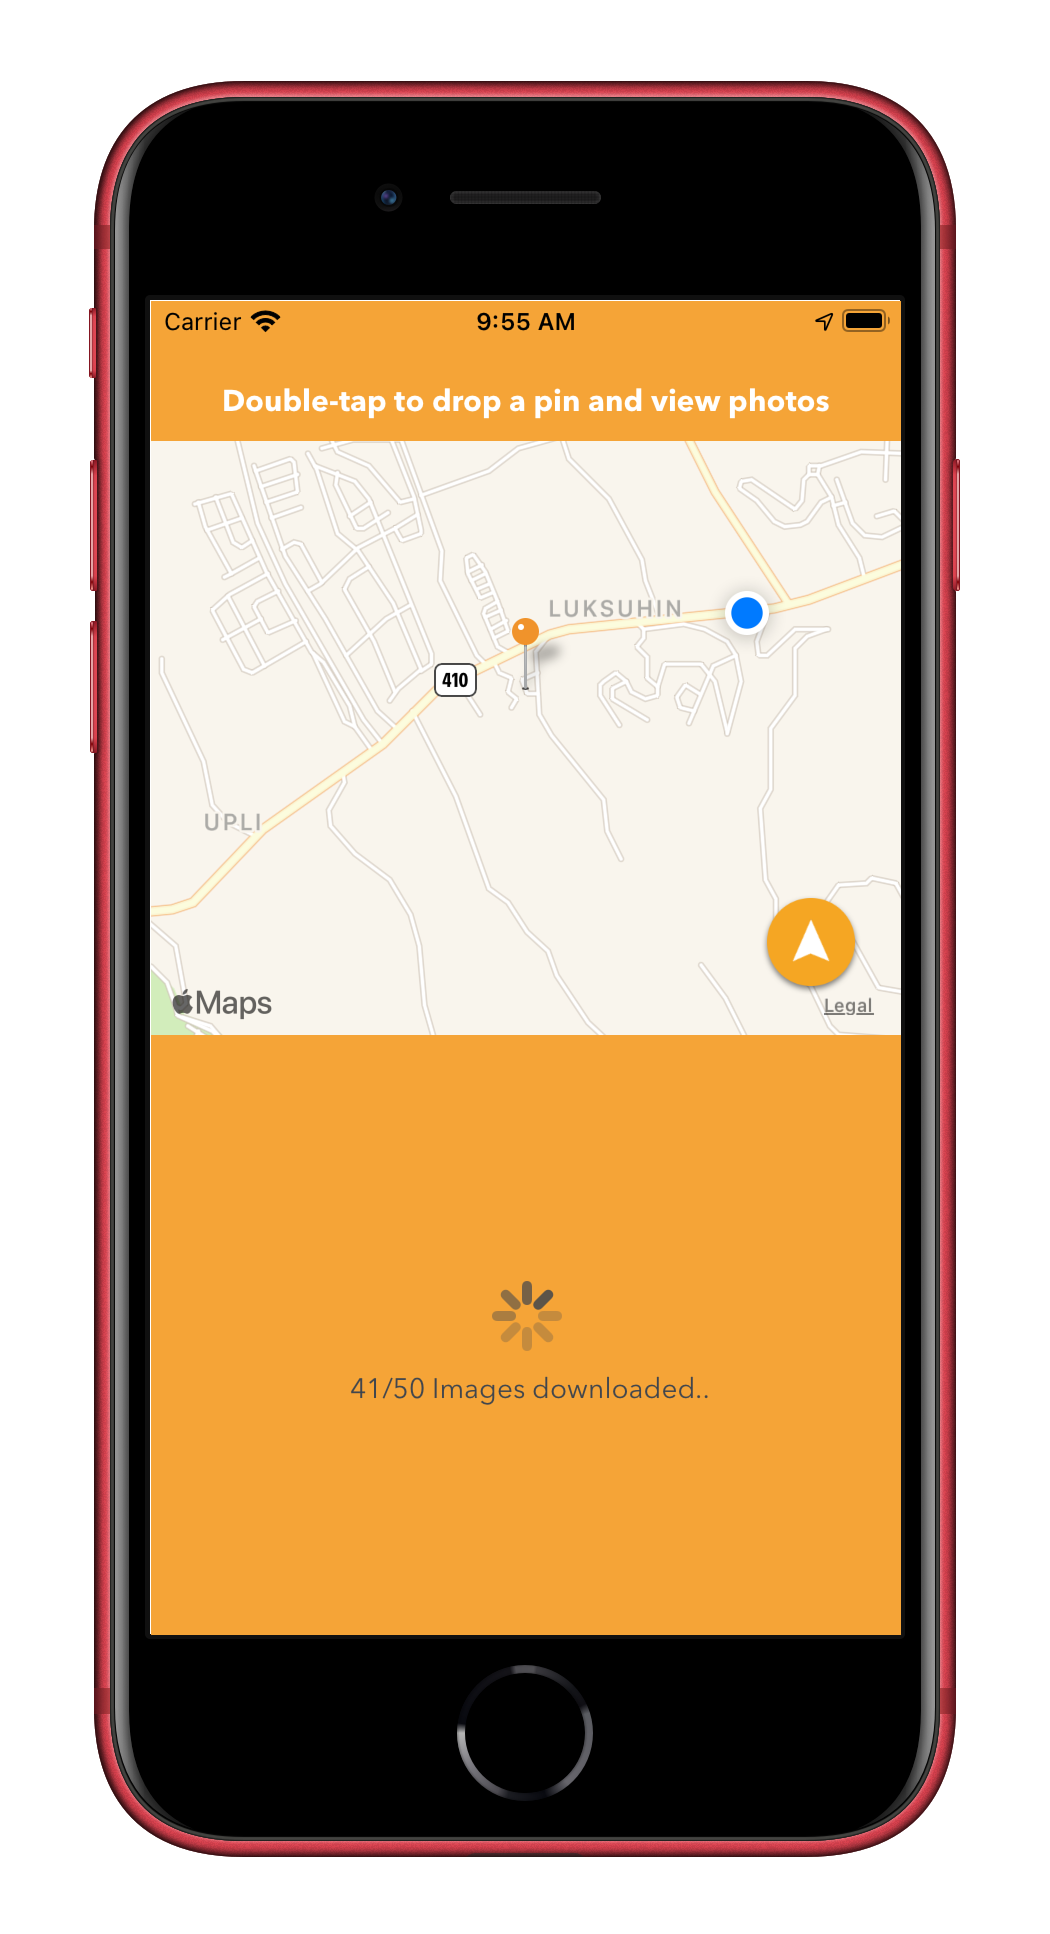 Carrier 9:55 AM
Double-tap to drop a pin and view photos
LUKSUHIN
410
UPLI
Maps
Legal
41/50 Images downloaded..